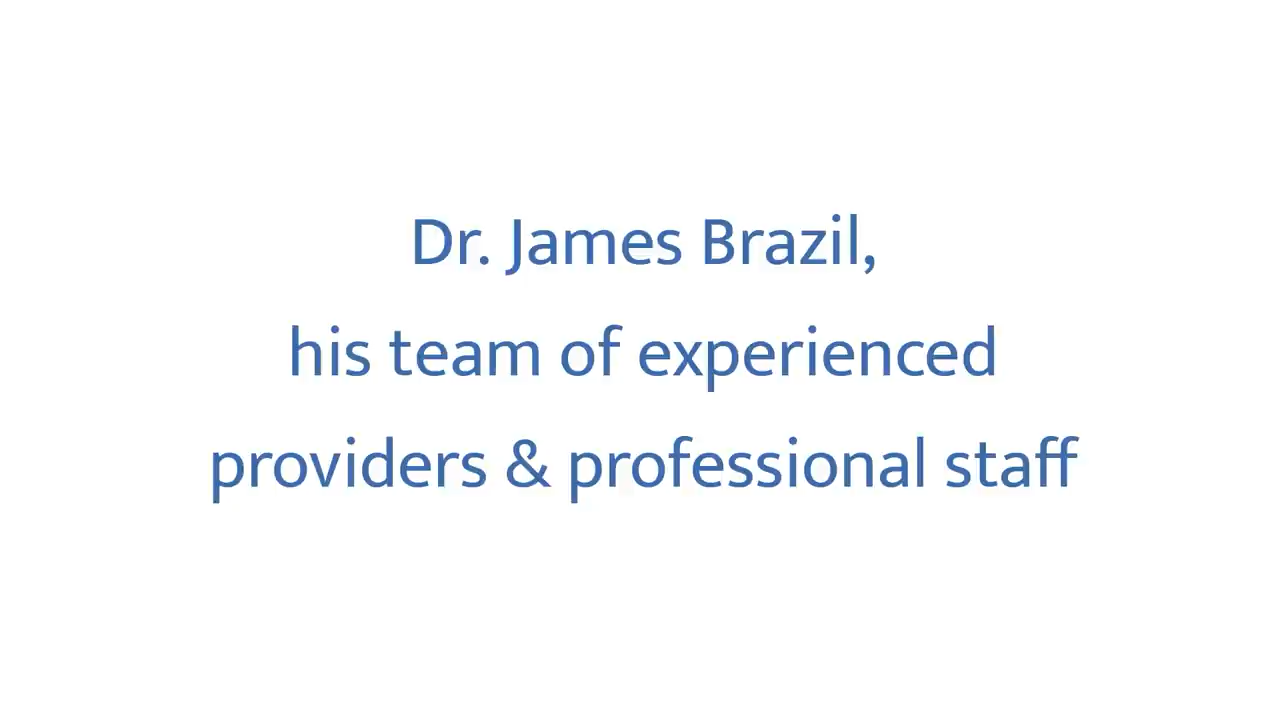 Dr. James Brazil,
his team of experienced
providers & professional staff